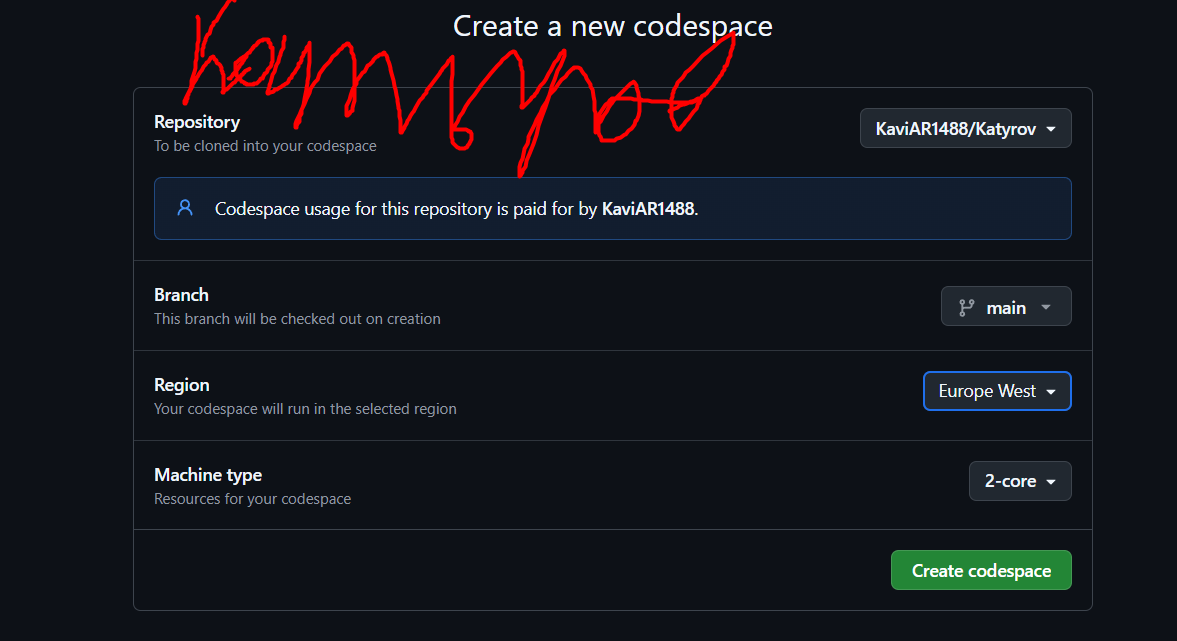 Create a new codespace
Катыров
Repository
To be cloned into your codespace
KaviAR1488/Katyrov
Codespace usage for this repository is paid for by KaviAR1488.
Branch
This branch will be checked out on creation
main
Region
Your codespace will run in the selected region
Europe West
Machine type
Resources for your codespace
2-core
Create codespace